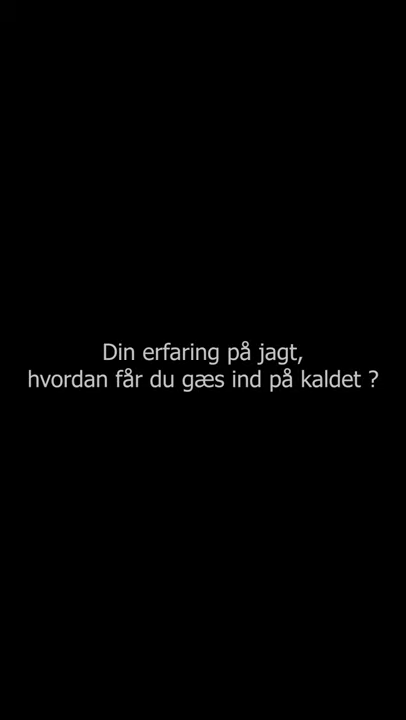 Din erfaring på jagt,
hvordan får du gæs ind på kaldet ?